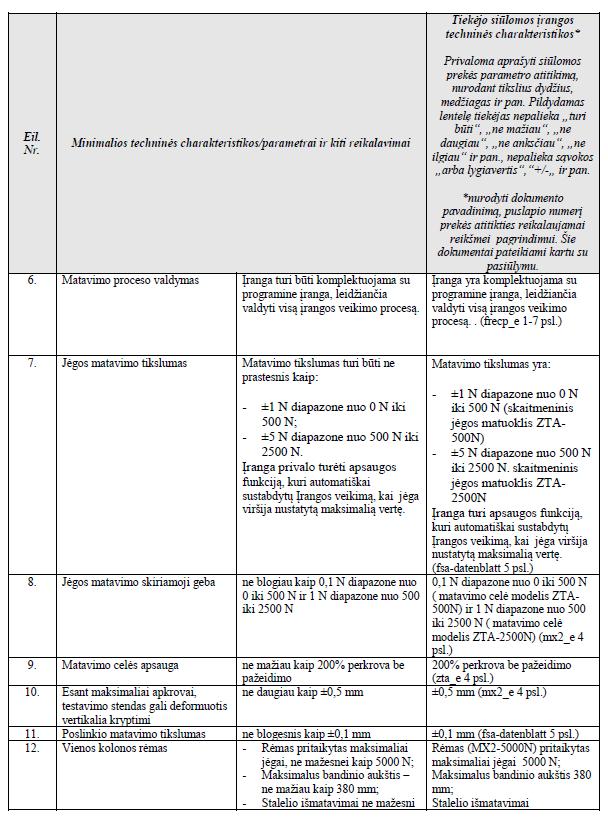 Eil.
Nr.
Minimalios techninės charakteristikos/parametrai ir kiti reikalavimai
Tiekėjo siūlomos įrangos
techninės charakteristikos*
Privaloma aprašyti siūlomos
prekės parametro atitikimą,
nurodant tikslius dydžius,
medžiagas ir pan. Pildydamas
lentelę tiekėjas nepalieka „turi
būti“, „ne mažiau“, „ne
daugiau“, „ne anksčiau“, „ne
ilgiau“ ir pan., nepalieka sąvokos
„arba lygiavertis“,“+/-„ ir pan.
*nurodyti dokumento
pavadinimą, puslapio numerį
prekės atitikties reikalaujamai
reikšmei pagrindimui. Šie
dokumentai pateikiami kartu su
pasiūlymu.
6.
Matavimo proceso valdymas
Įranga turi būti komplektuojama su
programine įranga, leidžiančia
valdyti visą įrangos veikimo procesą.
Įranga yra komplektuojama su
programine įranga, leidžiančia
valdyti visą įrangos veikimo
procesą. . (frecp_e 1-7 psl.)
7.
Jėgos matavimo tikslumas
Matavimo tikslumas turi būti ne
prastesnis kaip:
- ±1 N diapazone nuo 0 N iki
500 N;
- ±5 N diapazone nuo 500 N iki
2500 N.
Įranga privalo turėti apsaugos
funkciją, kuri automatiškai
sustabdytų Įrangos veikimą, kai jėga
viršija nustatytą maksimalią vertę.
Matavimo tikslumas yra:
- ±1 N diapazone nuo 0 N
iki 500 N (skaitmeninis
jėgos matuoklis ZTA-
500N)
- ±5 N diapazone nuo 500 N
iki 2500 N. skaitmeninis
jėgos matuoklis ZTA-
2500N
Įranga turi apsaugos funkciją,
kuri automatiškai sustabdytų
Įrangos veikimą, kai jėga viršija
nustatytą maksimalią vertę.
(fsa-datenblatt 5 psl.)
8.
Jėgos matavimo skiriamoji geba
ne blogiau kaip 0,1 N diapazone nuo
0 iki 500 N ir 1 N diapazone nuo 500
iki 2500 N
0,1 N diapazone nuo 0 iki 500 N
( matavimo celė modelis ZTA-
500N) ir 1 N diapazone nuo 500
iki 2500 N ( matavimo celė
modelis ZTA-2500N) (mx2_e 4
psl.)
9.
Matavimo celės apsauga
ne mažiau kaip 200% perkrova be
pažeidimo
200% perkrova be pažeidimo
(zta_e 4 psl.)
10.
Esant maksimaliai apkrovai,
testavimo stendas gali deformuotis
vertikalia kryptimi
ne daugiau kaip ±0,5 mm
±0,5 mm (mx2_e 4 psl.)
11.
Poslinkio matavimo tikslumas
ne blogesnis kaip ±0,1 mm
±0,1 mm (fsa-datenblatt 5 psl.)
12.
Vienos kolonos rėmas
- Rėmas pritaikytas maksimaliai
jėgai, ne mažesnei kaip 5000 N;
- Maksimalus bandinio aukštis –
ne mažiau kaip 380 mm;
- Stalelio išmatavimai ne mažesni
Rėmas (MX2-5000N) pritaikytas
maksimaliai jėgai 5000 N;
Maksimalus bandinio aukštis 380
mm;
Stalelio išmatavimai